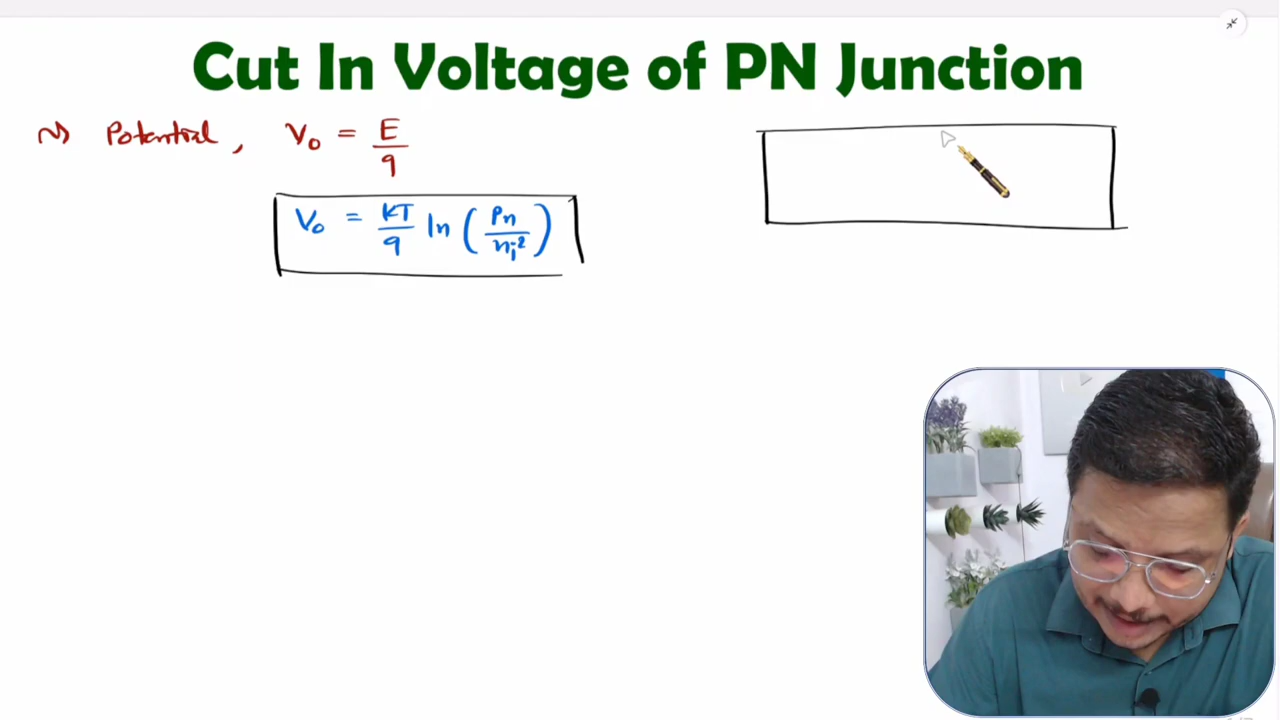 Cut In Voltage of PN Junction
~> Potential, V₀ = E/q
V₀ = KT/q ln (Pn/nᵢ²)